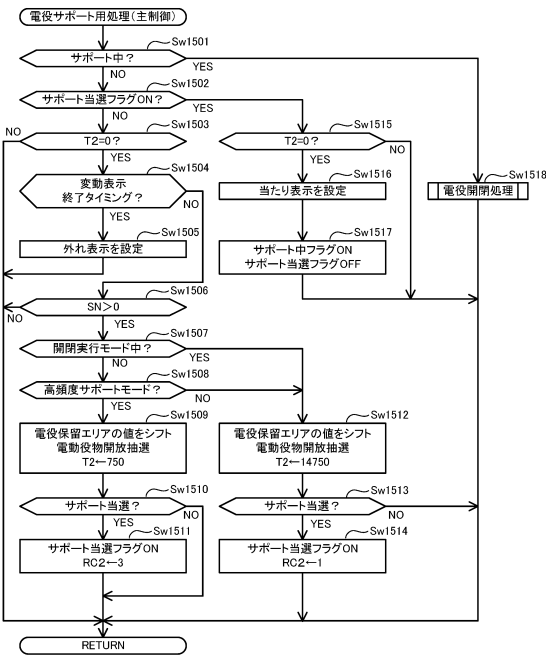 電役サポート用処理(主制御)
Sw1501
サポート中？
YES
NO
Sw1502
サポート当選フラグON？
YES
NO
Sw1503
T2=0？
NO
YES
Sw1504
変動表示
終了タイミング？
NO
YES
Sw1505
外れ表示を設定
Sw1515
T2=0？
NO
YES
Sw1516
当たり表示を設定
Sw1517
サポート中フラグON
サポート当選フラグOFF
Sw1518
電役開閉処理
Sw1506
SN＞0
NO
YES
Sw1507
開閉実行モード中？
YES
NO
Sw1508
高頻度サポートモード？
NO
YES
Sw1509
電役保留エリアの値をシフト
電動役物開放抽選
T2←750
Sw1510
サポート当選？
NO
YES
Sw1511
サポート当選フラグON
RC2←3
Sw1512
電役保留エリアの値をシフト
電動役物開放抽選
T2←14750
Sw1513
サポート当選？
NO
YES
Sw1514
サポート当選フラグON
RC2←1
RETURN